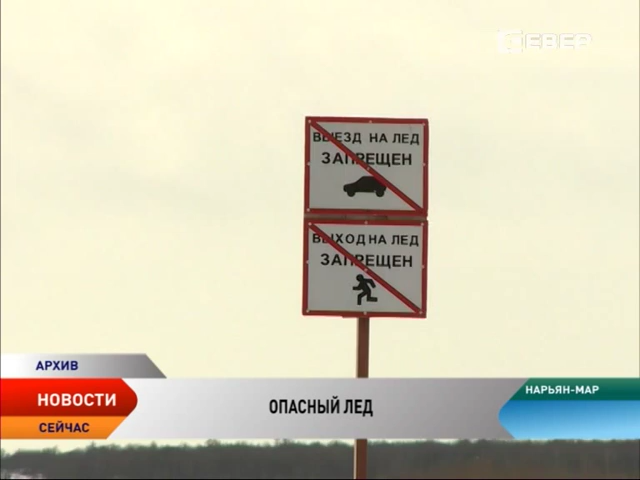 СЕВЕР
ВЫЕЗД НА ЛЕД
ЗАПРЕЩЕН
ВЫХОД НА ЛЕД
ЗАПРЕЩЕН
АРХИВ
НОВОСТИ
СЕЙЧАС
ОПАСНЫЙ ЛЕД
НАРЬЯН-МАР